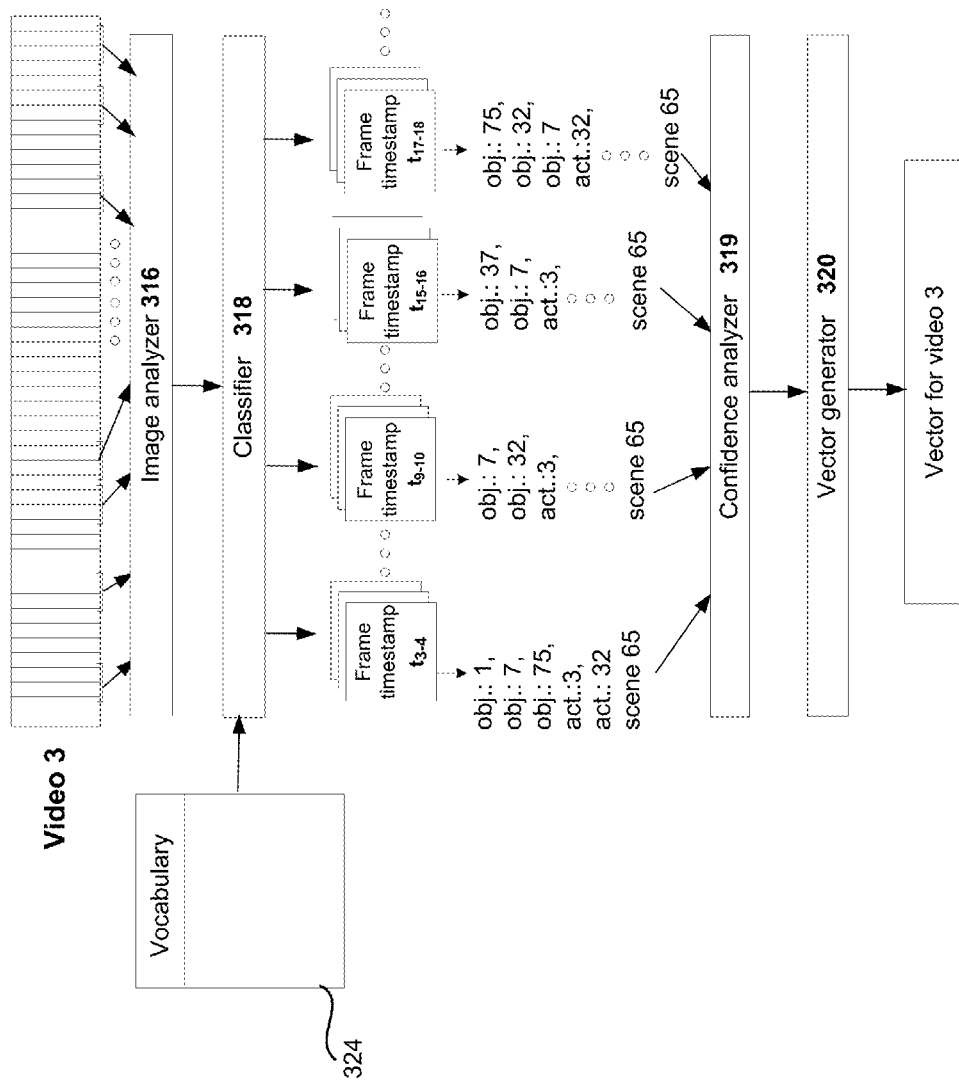 Video 3
Image analyzer 316
Vocabulary
324
Classifier 318
Frame
timestamp
t3-4
Frame
timestamp
t9-10
Frame
timestamp
t15-16
Frame
timestamp
t17-18
obj.: 1,
obj.: 7,
obj.: 75,
act.:3,
act.: 32
scene 65
obj.: 7,
obj.: 32,
act.:3,
scene 65
obj.: 37,
obj.: 7,
act.:3,
scene 65
obj.: 75,
obj.: 32,
obj.: 7
act.:32,
scene 65
Confidence analyzer 319
Vector generator 320
Vector for video 3